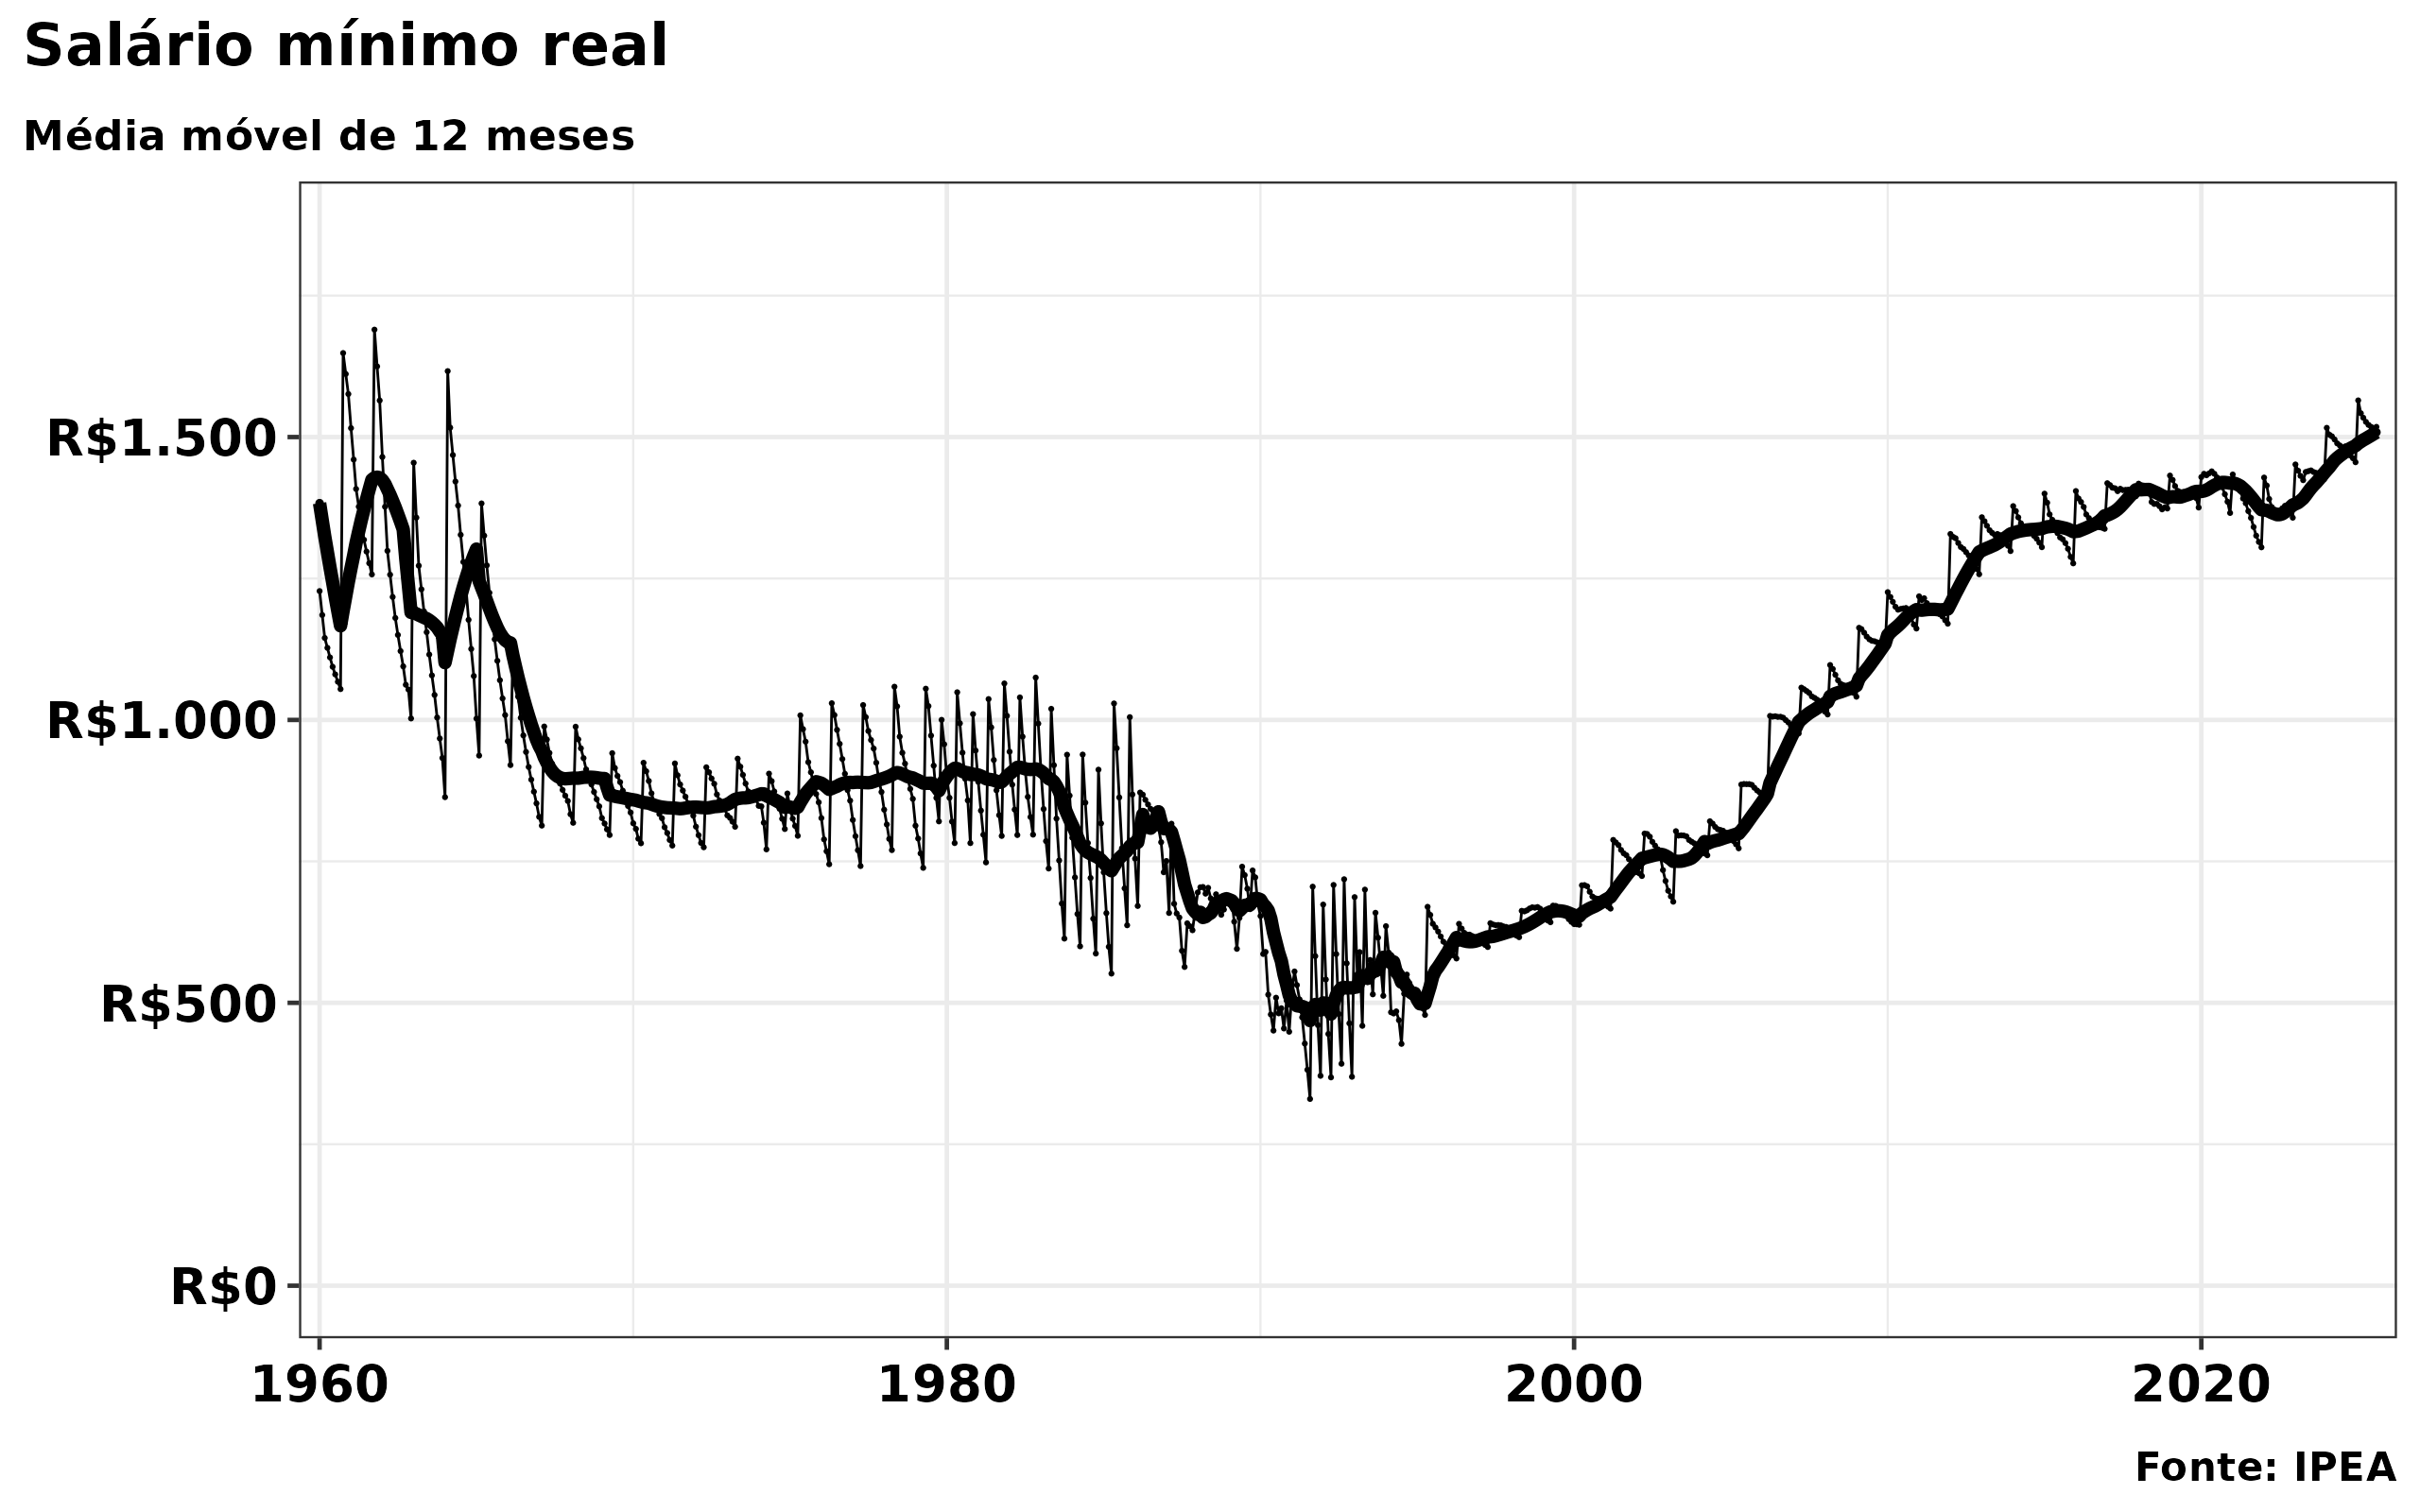 Salário mínimo real
Média móvel de 12 meses
R$1.500
R$1.000
R$500
R$0
1960 1980 2000 2020
Fonte: IPEA